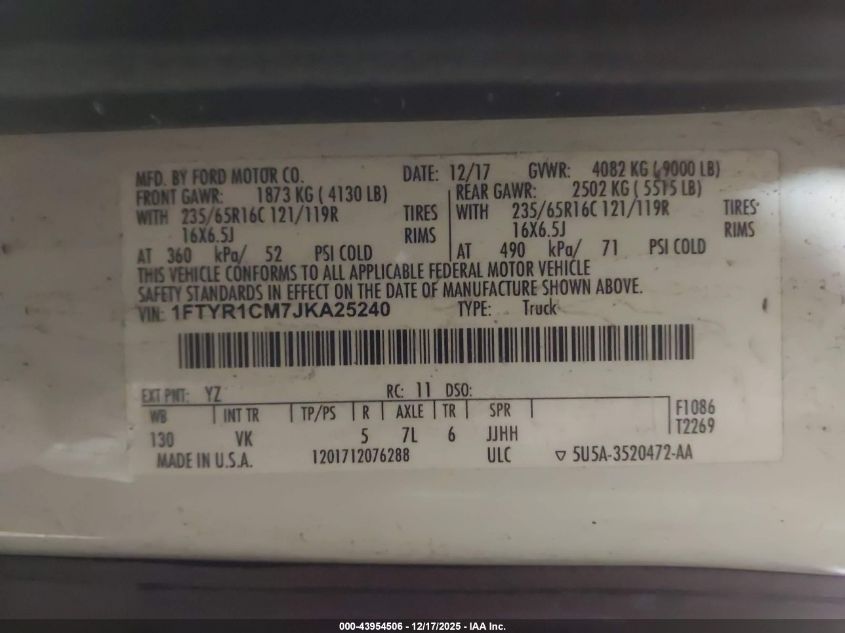 MFD. BY FORD MOTOR CO. DATE: 12/17 GVWR: 4082 KG ( 9000 LB)
FRONT GAWR: 1873 KG ( 4130 LB) REAR GAWR: 2502 KG ( 5515 LB)
WITH 235/65R16C 121/119R TIRES WITH 235/65R16C 121/119R TIRES
16X6.5J RIMS 16X6.5J RIMS
AT 360 kPa/ 52 PSI COLD AT 490 kPa/ 71 PSI COLD
THIS VEHICLE CONFORMS TO ALL APPLICABLE FEDERAL MOTOR VEHICLE
SAFETY STANDARDS IN EFFECT ON THE DATE OF MANUFACTURE SHOWN ABOVE.
VIN: 1FTYR1CM7JKA25240 TYPE: Truck
EXT PNT: YZ RC: 11 DSO:
WB INT TR TP/PS R AXLE TR SPR F1086
130 VK 5 7L 6 JJHH T2269
MADE IN U.S.A. 1201712076288 ULC ▽ 5U5A-3520472-AA
000-43954506 - 12/17/2025 - IAA Inc.